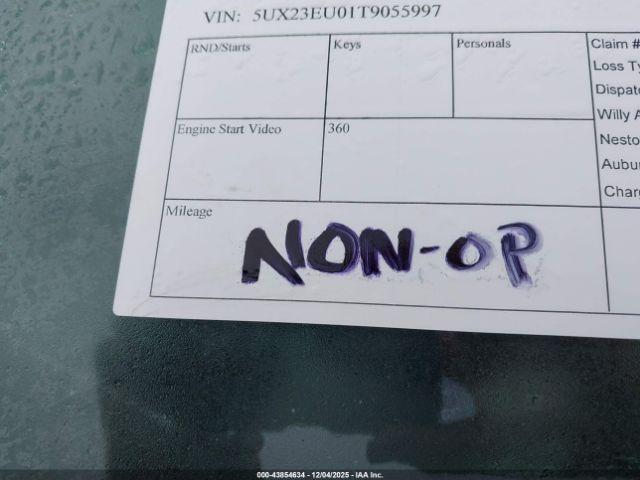 VIN: 5UX23EU01T9055997
RND/Starts Keys Personals Claim #
Loss Ty
Dispatc
Willy A
Engine Start Video 360
Nesto
Aubur
Charg
Mileage
NON-OP
000-43854634 - 12/04/2025 - IAA Inc.